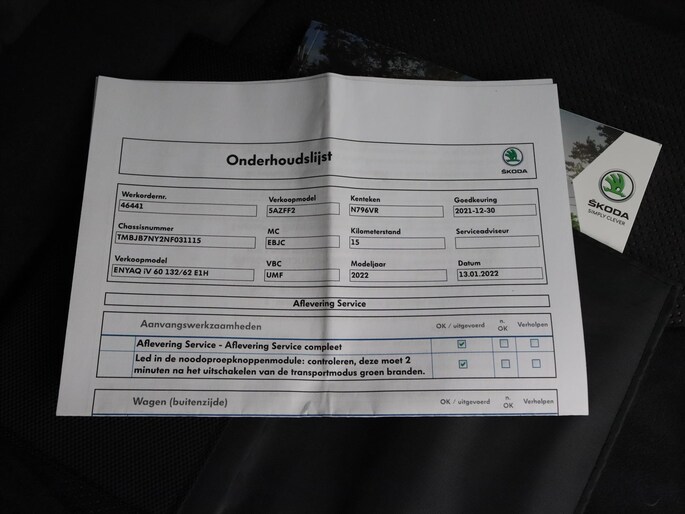 Onderhoudslijst
ŠKODA
Werkordernr.
46441
Verkoopmodel
5AZFF2
Kenteken
N796VR
Goedkeuring
2021-12-30
Chassisnummer
TMBJB7NY2NF031115
MC
EBJC
Kilometerstand
15
Serviceadviseur
Verkoopmodel
ENYAQ iV 60 132/62 E1H
VBC
UMF
Modeljaar
2022
Datum
13.01.2022
Aflevering Service
Aanvangswerkzaamheden OK / uitgevoerd n. OK Verhelpen
Aflevering Service - Aflevering Service compleet
Led in de noodoproepknoppenmodule: controleren, deze moet 2
minuten na het uitschakelen van de transportmodus groen branden.
Wagen (buitenzijde) OK / uitgevoerd n. OK Verhelpen
ŠKODA
SIMPLY CLEVER